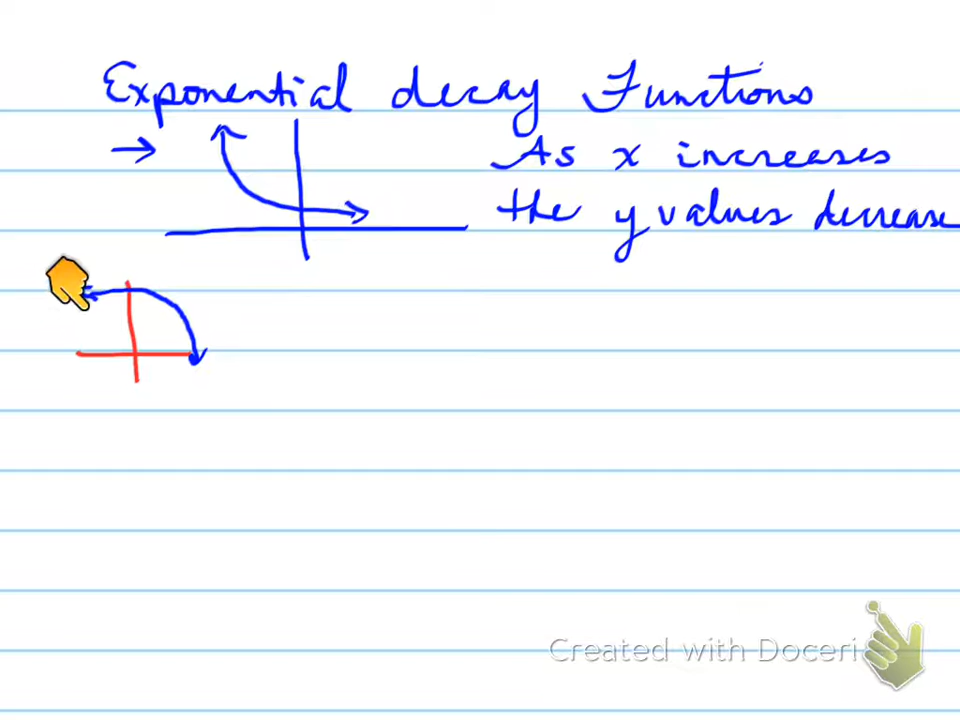 Exponential decay Functions
As x increases
the y values decrease
Created with Doceri